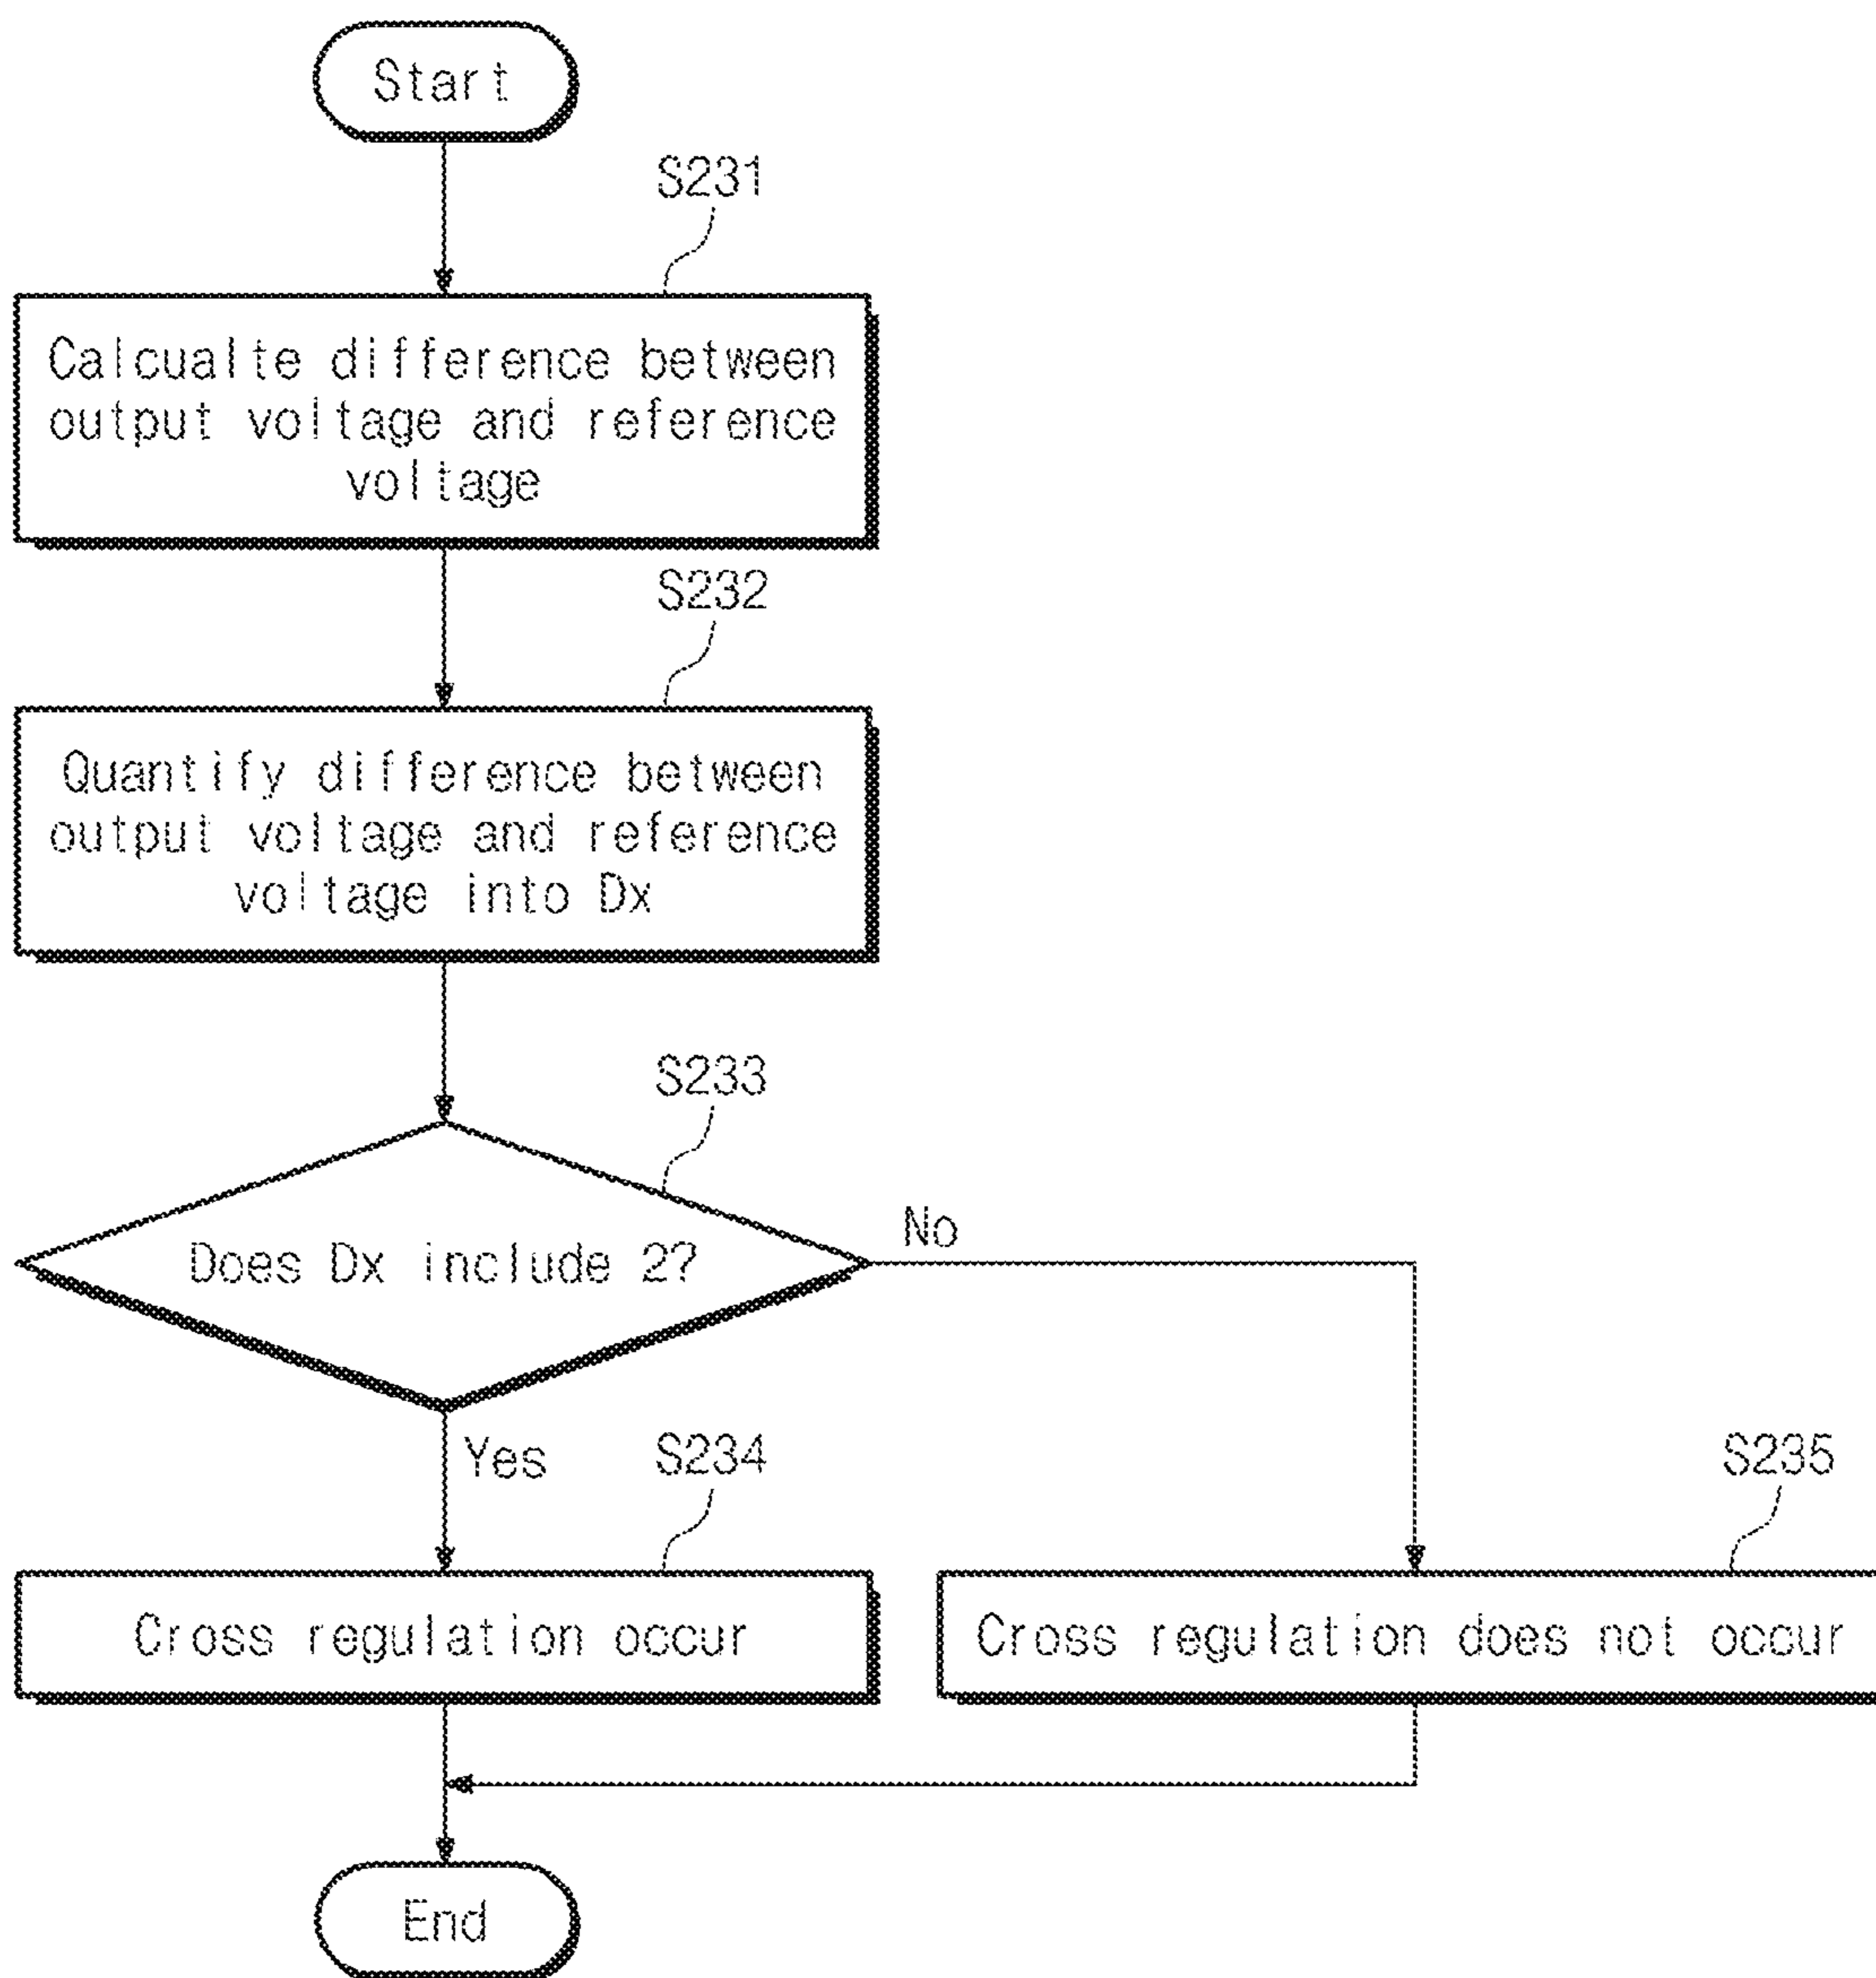 Start
S231
Calcualte difference between
output voltage and reference
voltage
S232
Quantify difference between
output voltage and reference
voltage into Dx
S233
Does Dx include 2?
No
Yes
S234
S235
Cross regulation occur
Cross regulation does not occur
End